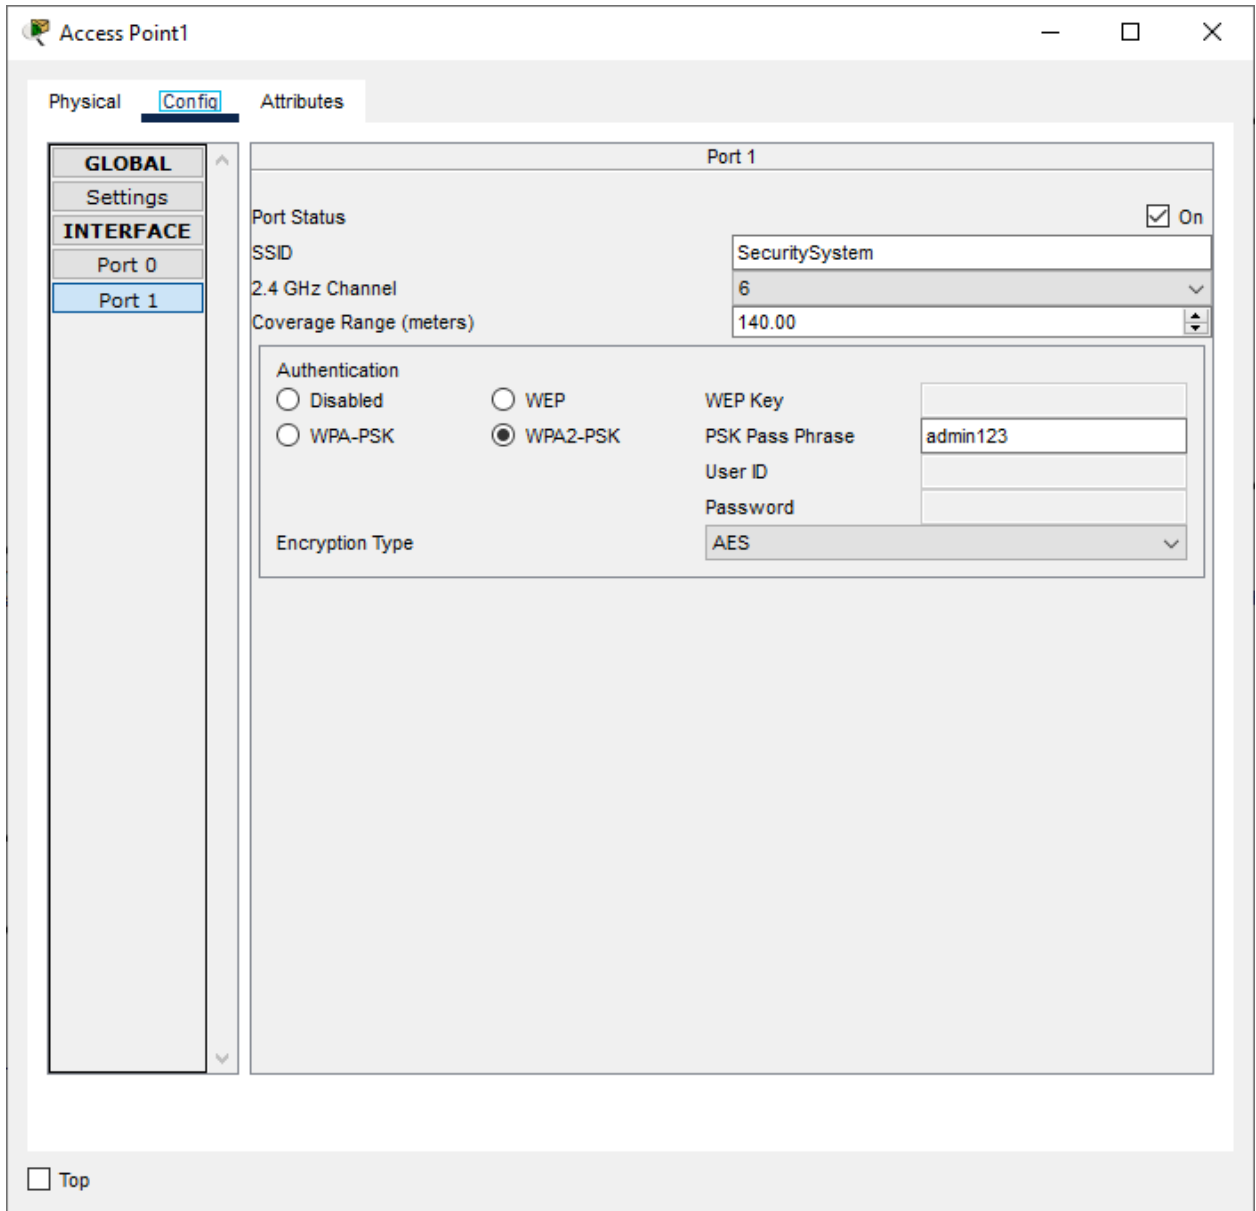 Access Point1
Physical Config Attributes
GLOBAL
Settings
INTERFACE
Port 0
Port 1
Port 1
Port Status On
SSID SecuritySystem
2.4 GHz Channel 6
Coverage Range (meters) 140.00
Authentication
Disabled WEP WEP Key
WPA-PSK WPA2-PSK PSK Pass Phrase admin123
User ID
Password
Encryption Type AES
Top